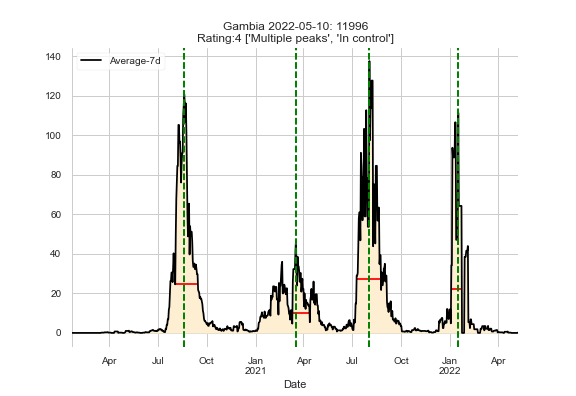 Gambia 2022-05-10: 11996
Rating:4 ['Multiple peaks', 'In control']
Average-7d
140
120
100
80
60
40
20
0
Apr Jul Oct Jan Apr Jul Oct Jan Apr
2021 2022
Date